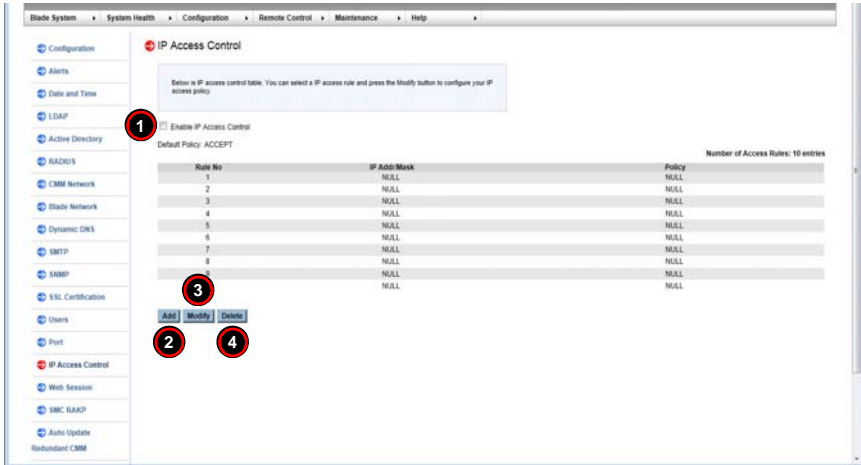 Blade System System Health Configuration Remote Control Maintenance Help
Configuration
Alerts
Date and Time
LDAP
Active Directory
RADIUS
CMM Network
Blade Network
Dynamic DNS
SMTP
SNMP
SSL Certification
Users
Port
IP Access Control
Web Session
SMC RAKP
Auto Update
Redundant CMM
IP Access Control
Below is IP access control table. You can select a IP access rule and press the Modify button to configure your IP
access policy.
1
Enable IP Access Control
Default Policy: ACCEPT
Number of Access Rules: 10 entries
Rule No IP Addr/Mask Policy
1 NULL NULL
2 NULL NULL
3 NULL NULL
4 NULL NULL
5 NULL NULL
6 NULL NULL
7 NULL NULL
8 NULL NULL
9 NULL NULL
NULL NULL
3
Add Modify Delete
2 4